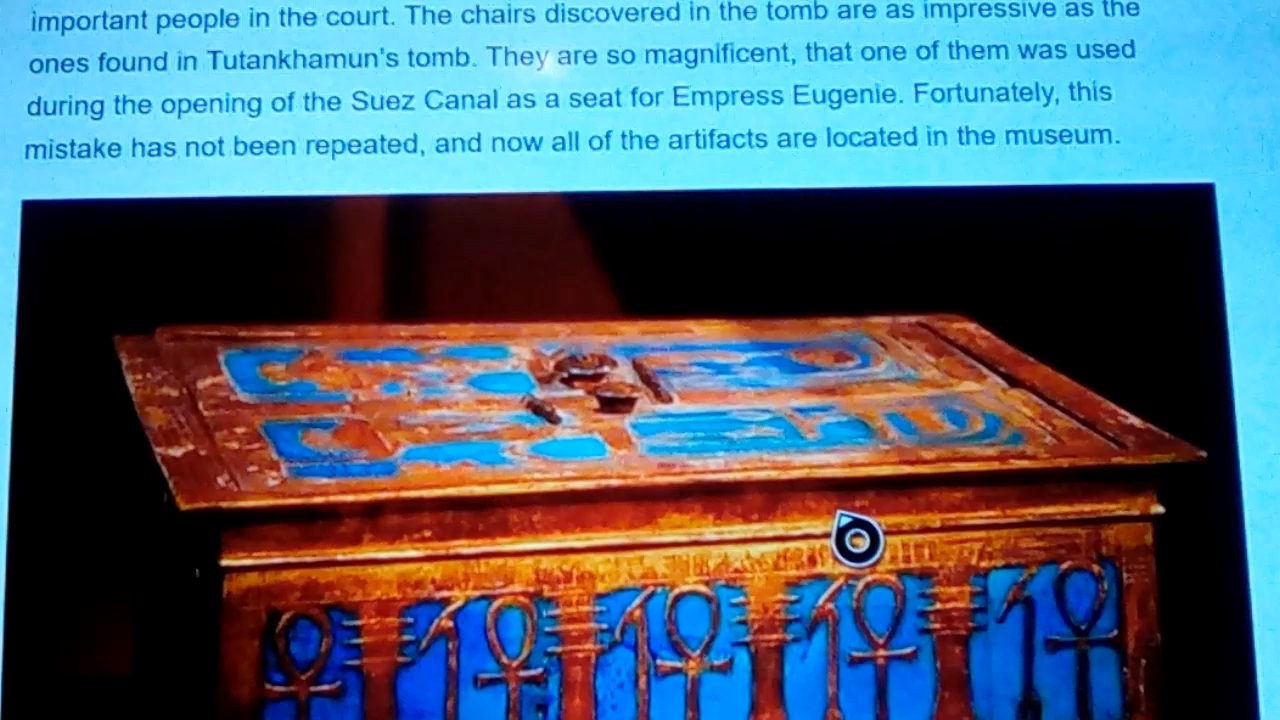 important people in the court. The chairs discovered in the tomb are as impressive as the
ones found in Tutankhamun's tomb. They are so magnificent, that one of them was used
during the opening of the Suez Canal as a seat for Empress Eugenie. Fortunately, this
mistake has not been repeated, and now all of the artifacts are located in the museum.